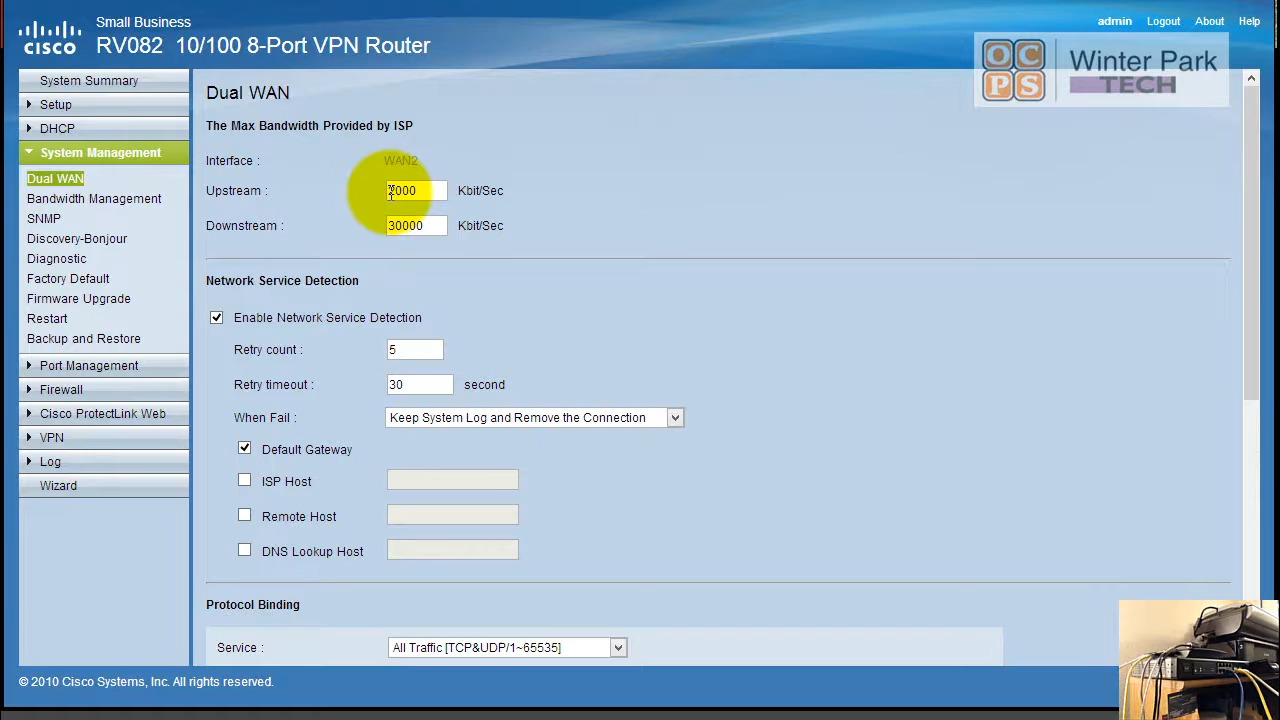 Small Business
CISCO RV082 10/100 8-Port VPN Router
admin Logout About Help
OCPS Winter Park TECH
System Summary
Setup
DHCP
System Management
Dual WAN
Bandwidth Management
SNMP
Discovery-Bonjour
Diagnostic
Factory Default
Firmware Upgrade
Restart
Backup and Restore
Port Management
Firewall
Cisco ProtectLink Web
VPN
Log
Wizard
Dual WAN
The Max Bandwidth Provided by ISP
Interface : WAN2
Upstream : Kbit/Sec
Downstream : 30000 Kbit/Sec
Network Service Detection
Enable Network Service Detection
Retry count : 5
Retry timeout : 30 second
When Fail : Keep System Log and Remove the Connection
Default Gateway
ISP Host
Remote Host
DNS Lookup Host
Protocol Binding
Service : All Traffic [TCP&UDP/1~65535]
© 2010 Cisco Systems, Inc. All rights reserved.